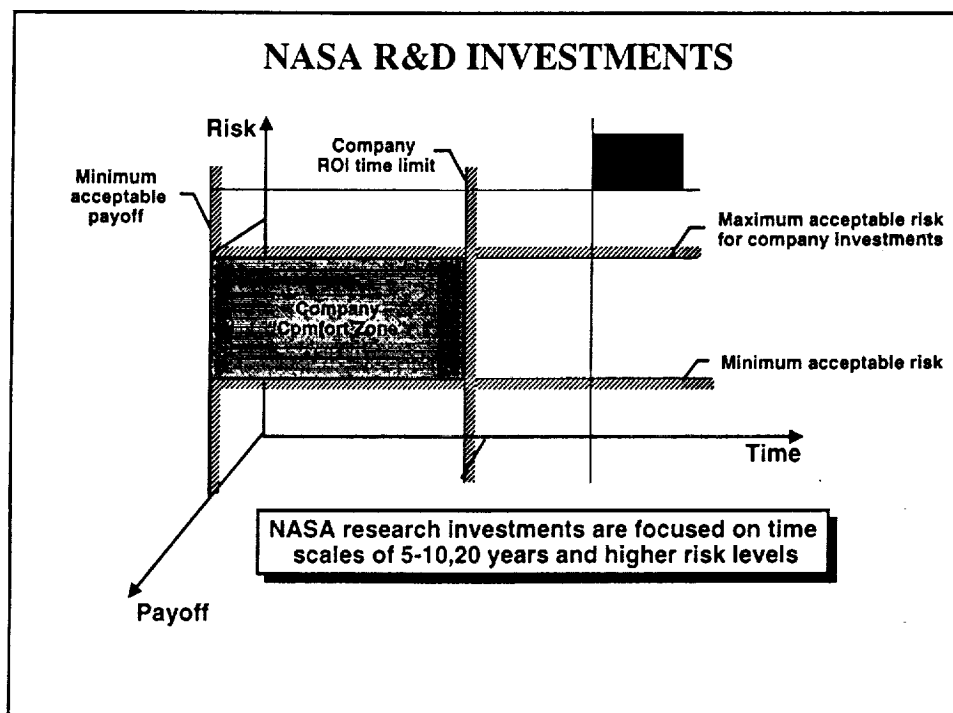 NASA R&D INVESTMENTS
Risk
Company
ROI time limit
Minimum
acceptable
payoff
Maximum acceptable risk
for company investments
Company
"Comfort Zone"
Minimum acceptable risk
Time
NASA research investments are focused on time
scales of 5-10,20 years and higher risk levels
Payoff